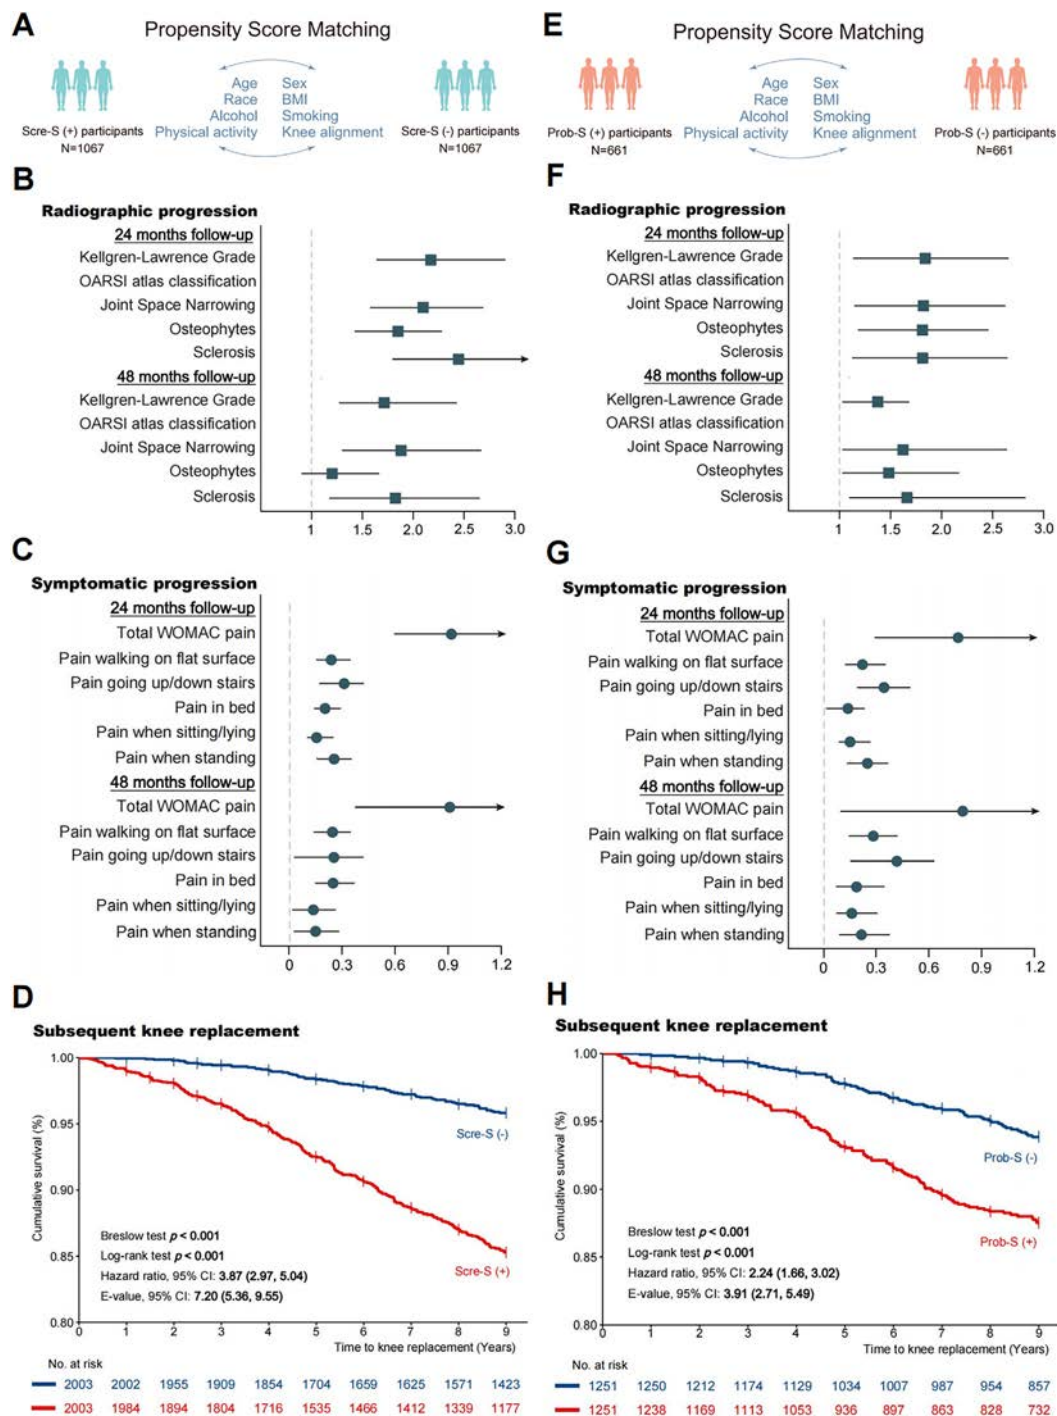 A
Propensity Score Matching
Age Sex
Race BMI
Alcohol Smoking
Physical activity Knee alignment
Scre-S (+) participants
N=1067
Scre-S (-) participants
N=1067
B
Radiographic progression
24 months follow-up
Kellgren-Lawrence Grade
OARSI atlas classification
Joint Space Narrowing
Osteophytes
Sclerosis
48 months follow-up
Kellgren-Lawrence Grade
OARSI atlas classification
Joint Space Narrowing
Osteophytes
Sclerosis
1 1.5 2.0 2.5 3.0
C
Symptomatic progression
24 months follow-up
Total WOMAC pain
Pain walking on flat surface
Pain going up/down stairs
Pain in bed
Pain when sitting/lying
Pain when standing
48 months follow-up
Total WOMAC pain
Pain walking on flat surface
Pain going up/down stairs
Pain in bed
Pain when sitting/lying
Pain when standing
0 0.3 0.6 0.9 1.2
D
Subsequent knee replacement
Cumulative survival (%)
1.00
0.95
0.90
0.85
0.80
Scre-S (-)
Scre-S (+)
Breslow test p < 0.001
Log-rank test p < 0.001
Hazard ratio, 95% CI: 3.87 (2.97, 5.04)
E-value, 95% CI: 7.20 (5.36, 9.55)
0 1 2 3 4 5 6 7 8 9
Time to knee replacement (Years)
No. at risk
2003 2002 1955 1909 1854 1704 1659 1625 1571 1423
2003 1984 1894 1804 1716 1535 1466 1412 1339 1177
E
Propensity Score Matching
Age Sex
Race BMI
Alcohol Smoking
Physical activity Knee alignment
Prob-S (+) participants
N=661
Prob-S (-) participants
N=661
F
Radiographic progression
24 months follow-up
Kellgren-Lawrence Grade
OARSI atlas classification
Joint Space Narrowing
Osteophytes
Sclerosis
48 months follow-up
Kellgren-Lawrence Grade
OARSI atlas classification
Joint Space Narrowing
Osteophytes
Sclerosis
1 1.5 2.0 2.5 3.0
G
Symptomatic progression
24 months follow-up
Total WOMAC pain
Pain walking on flat surface
Pain going up/down stairs
Pain in bed
Pain when sitting/lying
Pain when standing
48 months follow-up
Total WOMAC pain
Pain walking on flat surface
Pain going up/down stairs
Pain in bed
Pain when sitting/lying
Pain when standing
0 0.3 0.6 0.9 1.2
H
Subsequent knee replacement
Cumulative survival (%)
1.00
0.95
0.90
0.85
0.80
Prob-S (-)
Prob-S (+)
Breslow test p < 0.001
Log-rank test p < 0.001
Hazard ratio, 95% CI: 2.24 (1.66, 3.02)
E-value, 95% CI: 3.91 (2.71, 5.49)
0 1 2 3 4 5 6 7 8 9
Time to knee replacement (Years)
No. at risk
1251 1250 1212 1174 1129 1034 1007 987 954 857
1251 1238 1169 1113 1053 936 897 863 828 732